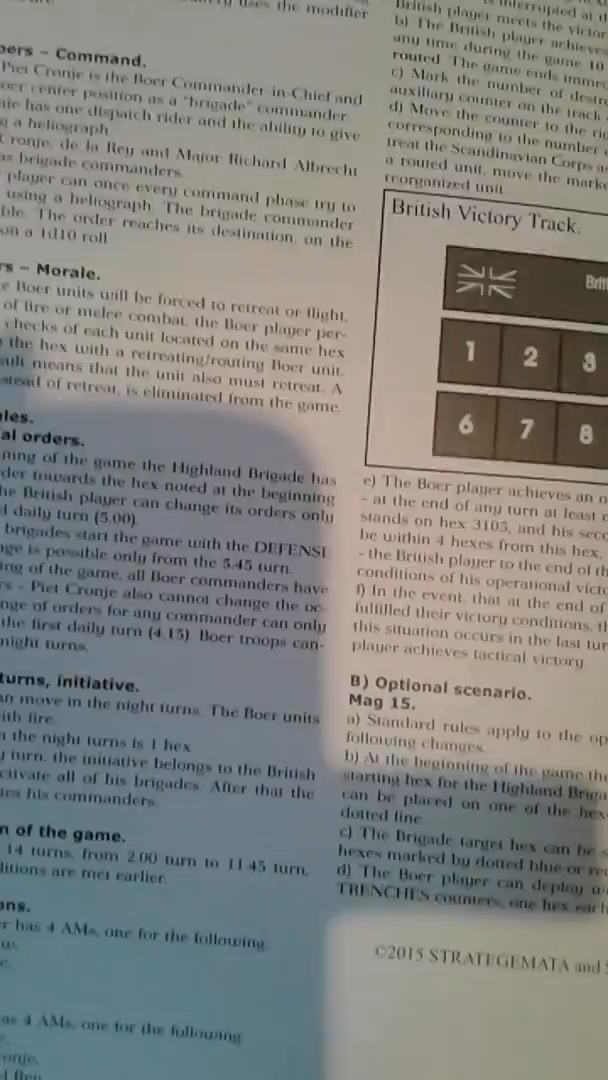 uses the modifier
– Command.
Piet Cronje is the Boer Commander-in-Chief and
center position as a "brigade" commander
has one dispatch rider and the ability to give
a heliograph.
Cronje, de la Rey and Major Richard Albrecht
as brigade commanders.
player can once every command phase try to
using a heliograph. The brigade commander
The order reaches its destination, on the
on a 1d10 roll
– Morale.
Boer units will be forced to retreat or flight,
of fire or melee combat, the Boer player per-
checks of each unit located on the same hex
the hex with a retreating/routing Boer unit.
means that the unit also must retreat. A
of retreat, is eliminated from the game.
al orders.
of the game the Highland Brigade has
towards the hex noted at the beginning
British player can change its orders only
daily turn (5.00).
brigades start the game with the DEFENSE
is possible only from the 5.45 turn.
of the game, all Boer commanders have
- Piet Cronje also cannot change the oc-
of orders for any commander can only
the first daily turn (4.15). Boer troops can-
night turns.
turns, initiative.
move in the night turns. The Boer units
fire.
the night turns is 1 hex.
turn, the initiative belongs to the British
activate all of his brigades. After that the
his commanders.
of the game.
14 turns, from 2.00 turn to 11.45 turn,
are met earlier.
has 4 AMs, one for the following
4 AMs, one for the following
interrupted at
British player meets the victor
b) The British player achieves
any time during the game 10
routed. The game ends immed
c) Mark the number of destr
auxiliary counter on the track
d) Move the counter to the ri
corresponding to the number
treat the Scandinavian Corps as
a routed unit, move the marke
reorganized unit.
British Victory Track.
Briti
1 2 3
6 7 8
e) The Boer player achieves an o
- at the end of any turn at least
stands on hex 3105, and his seco
be within 4 hexes from this hex,
- the British player to the end of th
conditions of his operational victo
f) In the event, that at the end of
fulfilled their victory conditions, th
this situation occurs in the last tur
player achieves tactical victory
B) Optional scenario.
Mag 15.
a) Standard rules apply to the op
following changes.
b) At the beginning of the game the
starting hex for the Highland Briga
can be placed on one of the hexe
dotted line
c) The Brigade target hex can be
hexes marked by dotted blue or re
d) The Boer player can deploy
TRENCHES counters, one hex each
©2015 STRATEGEMATA and